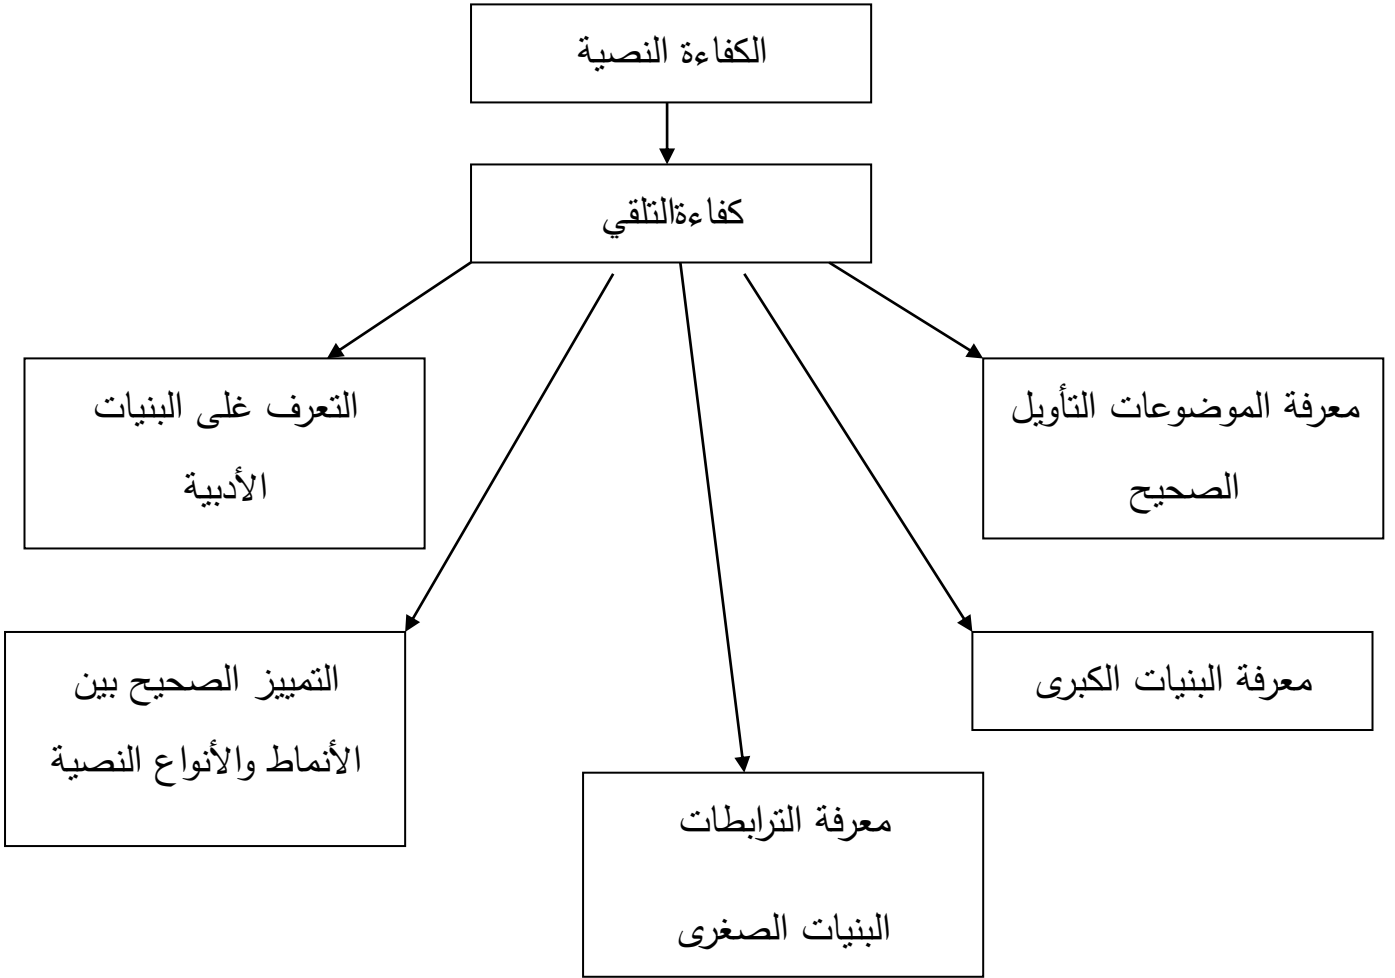 الكفاءة النصية
كفاءةالتلقي
معرفة الموضوعات التأويل
الصحيح
التعرف غلى البنيات
الأدبية
معرفة البنيات الكبرى
التمييز الصحيح بين
الأنماط والأنواع النصية
معرفة الترابطات
البنيات الصغرى